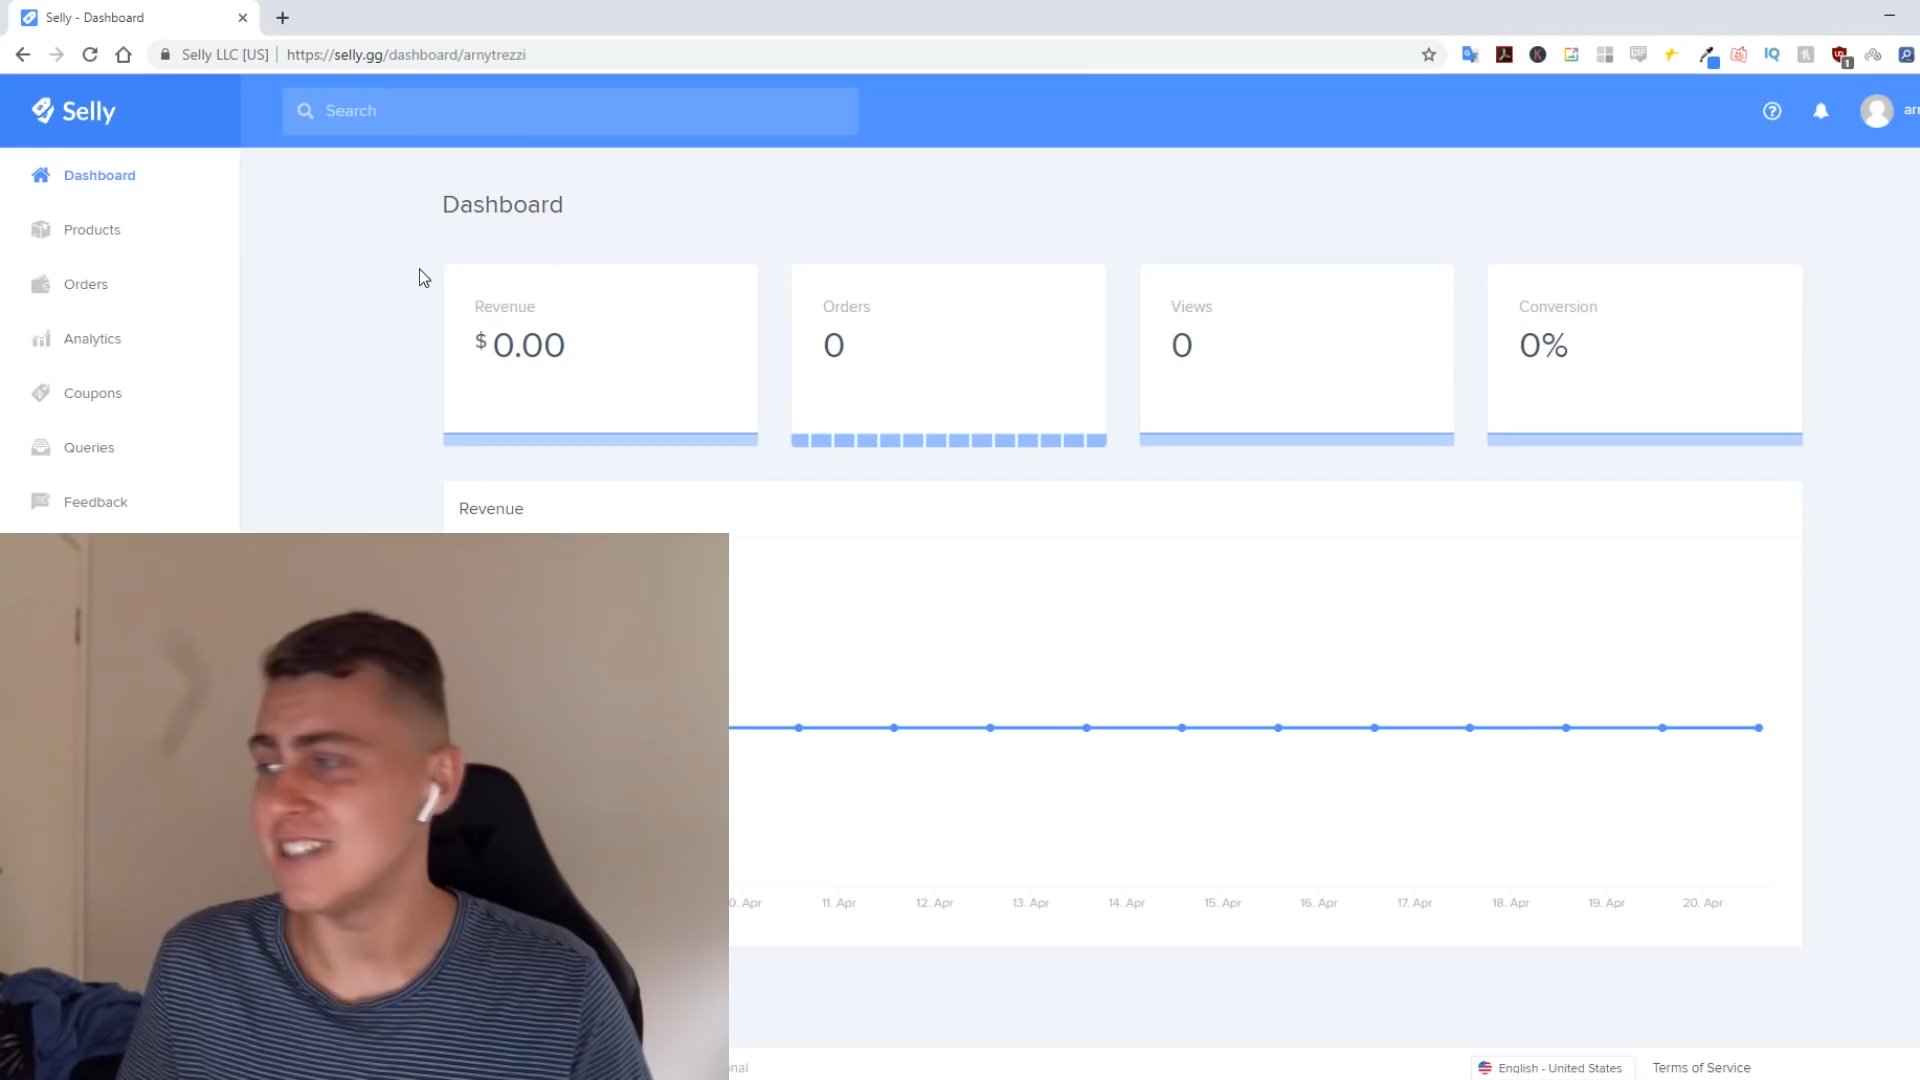 Selly - Dashboard
Selly LLC [US] | https://selly.gg/dashboard/arnytrezzi
Selly
Search
Dashboard
Products
Orders
Analytics
Coupons
Queries
Feedback
Dashboard
Revenue
$ 0.00
Orders
0
Views
0
Conversion
0%
Revenue
11. Apr
12. Apr
13. Apr
14. Apr
15. Apr
16. Apr
17. Apr
18. Apr
19. Apr
20. Apr
English - United States
Terms of Service